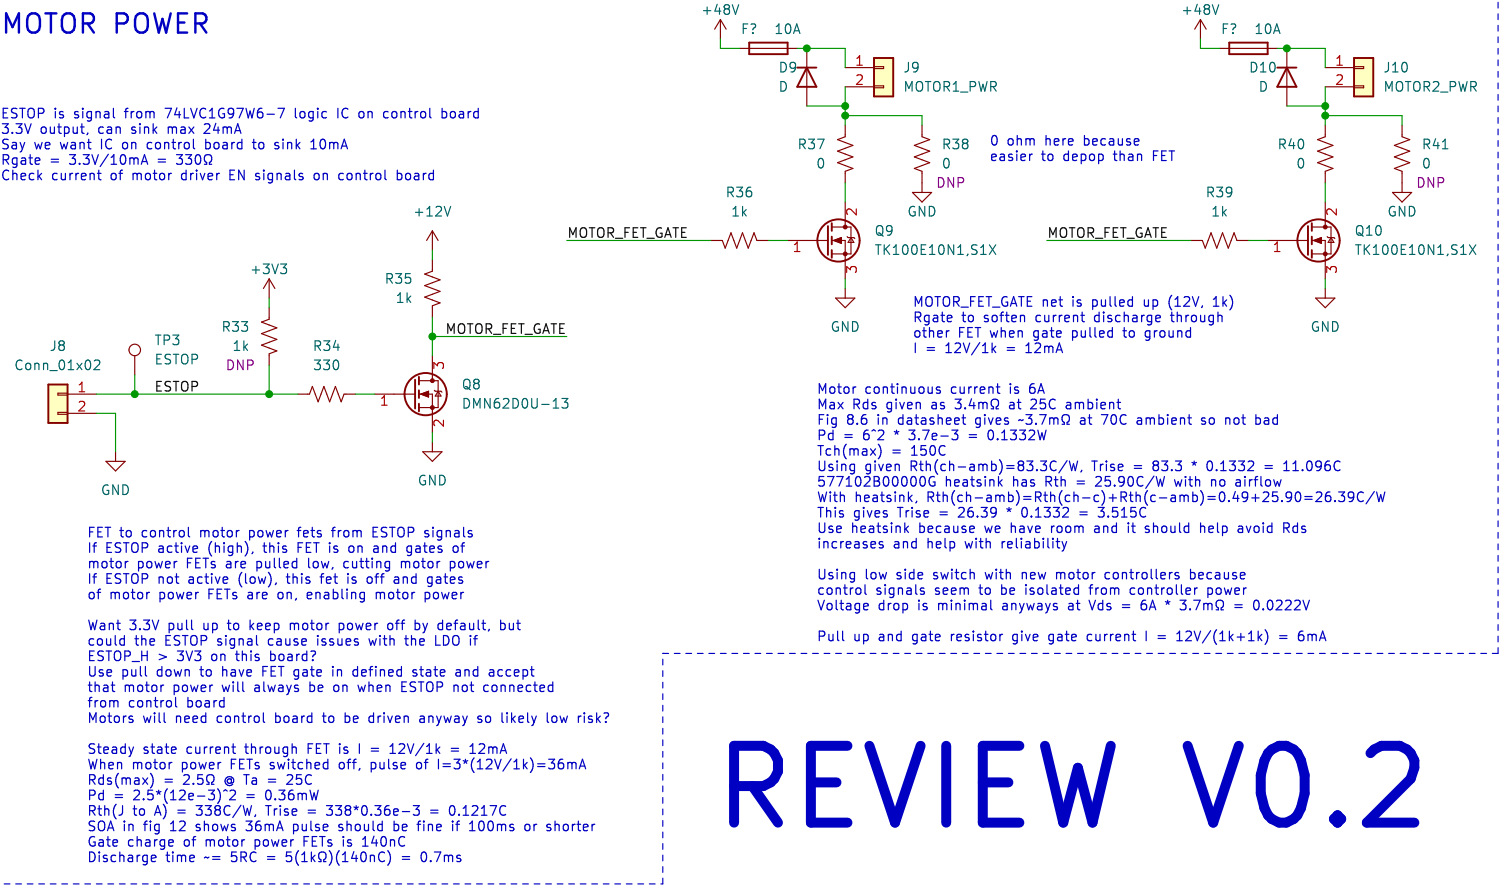 MOTOR POWER
ESTOP is signal from 74LVC1G97W6-7 logic IC on control board
3.3V output, can sink max 24mA
Say we want IC on control board to sink 10mA
Rgate = 3.3V/10mA = 330Ω
Check current of motor driver EN signals on control board
+48V
F? 10A
D9
D
1
2
J9
MOTOR1_PWR
R37
0
R38
0
DNP
GND
R36
1k
MOTOR_FET_GATE
1
2
3
Q9
TK100E10N1,S1X
GND
0 ohm here because
easier to depop than FET
+48V
F? 10A
D10
D
1
2
J10
MOTOR2_PWR
R40
0
R41
0
DNP
GND
R39
1k
MOTOR_FET_GATE
1
2
3
Q10
TK100E10N1,S1X
GND
+12V
R35
1k
MOTOR_FET_GATE
+3V3
R33
1k
DNP
R34
330
TP3
ESTOP
J8
Conn_01x02
1
2
ESTOP
GND
1
3
2
Q8
DMN62D0U-13
GND
MOTOR_FET_GATE net is pulled up (12V, 1k)
Rgate to soften current discharge through
other FET when gate pulled to ground
I = 12V/1k = 12mA
Motor continuous current is 6A
Max Rds given as 3.4mΩ at 25C ambient
Fig 8.6 in datasheet gives ~3.7mΩ at 70C ambient so not bad
Pd = 6^2 * 3.7e-3 = 0.1332W
Tch(max) = 150C
Using given Rth(ch-amb)=83.3C/W, Trise = 83.3 * 0.1332 = 11.096C
577102B00000G heatsink has Rth = 25.90C/W with no airflow
With heatsink, Rth(ch-amb)=Rth(ch-c)+Rth(c-amb)=0.49+25.90=26.39C/W
This gives Trise = 26.39 * 0.1332 = 3.515C
Use heatsink because we have room and it should help avoid Rds
increases and help with reliability
Using low side switch with new motor controllers because
control signals seem to be isolated from controller power
Voltage drop is minimal anyways at Vds = 6A * 3.7mΩ = 0.0222V
Pull up and gate resistor give gate current I = 12V/(1k+1k) = 6mA
FET to control motor power fets from ESTOP signals
If ESTOP active (high), this FET is on and gates of
motor power FETs are pulled low, cutting motor power
If ESTOP not active (low), this fet is off and gates
of motor power FETs are on, enabling motor power
Want 3.3V pull up to keep motor power off by default, but
could the ESTOP signal cause issues with the LDO if
ESTOP_H > 3V3 on this board?
Use pull down to have FET gate in defined state and accept
that motor power will always be on when ESTOP not connected
from control board
Motors will need control board to be driven anyway so likely low risk?
Steady state current through FET is I = 12V/1k = 12mA
When motor power FETs switched off, pulse of I=3*(12V/1k)=36mA
Rds(max) = 2.5Ω @ Ta = 25C
Pd = 2.5*(12e-3)^2 = 0.36mW
Rth(J to A) = 338C/W, Trise = 338*0.36e-3 = 0.1217C
SOA in fig 12 shows 36mA pulse should be fine if 100ms or shorter
Gate charge of motor power FETs is 140nC
Discharge time ~= 5RC = 5(1kΩ)(140nC) = 0.7ms
REVIEW V0.2